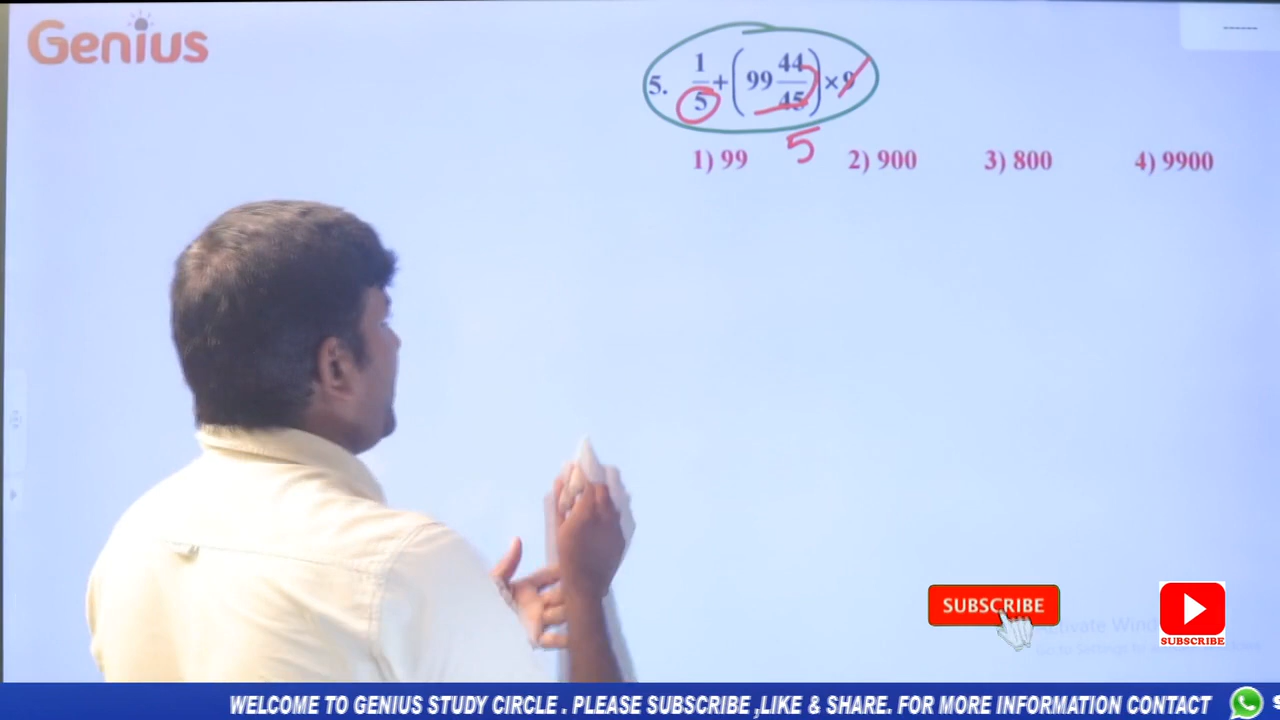 Genius
5. 1/5 + (99 44/45) × 9
5
1) 99 2) 900 3) 800 4) 9900
SUBSCRIBE
SUBSCRIBE
WELCOME TO GENIUS STUDY CIRCLE . PLEASE SUBSCRIBE ,LIKE & SHARE. FOR MORE INFORMATION CONTACT